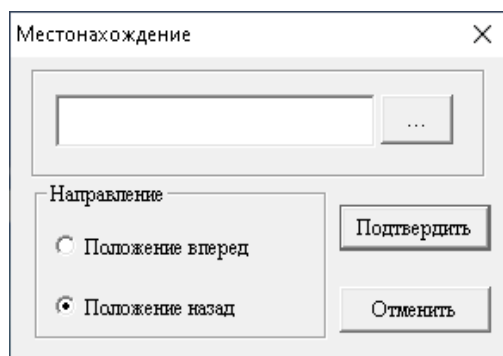 Местонахождение
...
Направление
Положение вперед
Положение назад
Подтвердить
Отменить